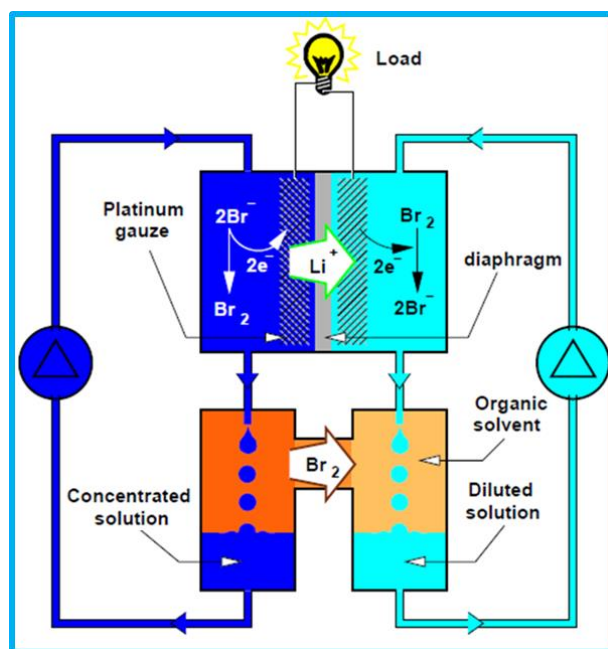 Load
Platinum
gauze
2Br⁻
2e⁻
Br₂
Li⁺
Br₂
2e⁻
2Br⁻
diaphragm
Organic
solvent
Br₂
Concentrated
solution
Diluted
solution